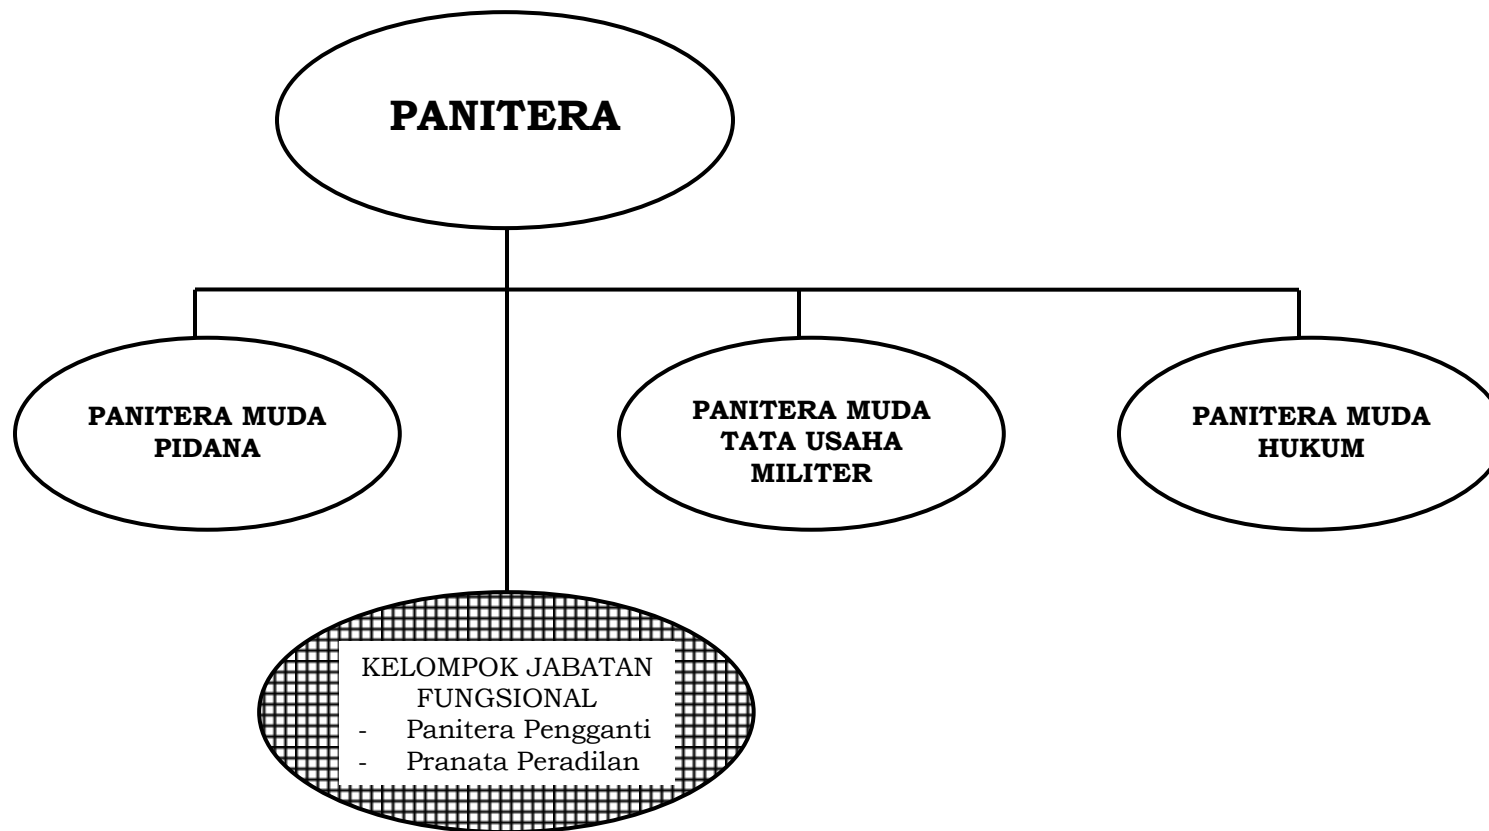 PANITERA
PANITERA MUDA
PIDANA
PANITERA MUDA
TATA USAHA
MILITER
PANITERA MUDA
HUKUM
KELOMPOK JABATAN
FUNGSIONAL
- Panitera Pengganti
- Pranata Peradilan